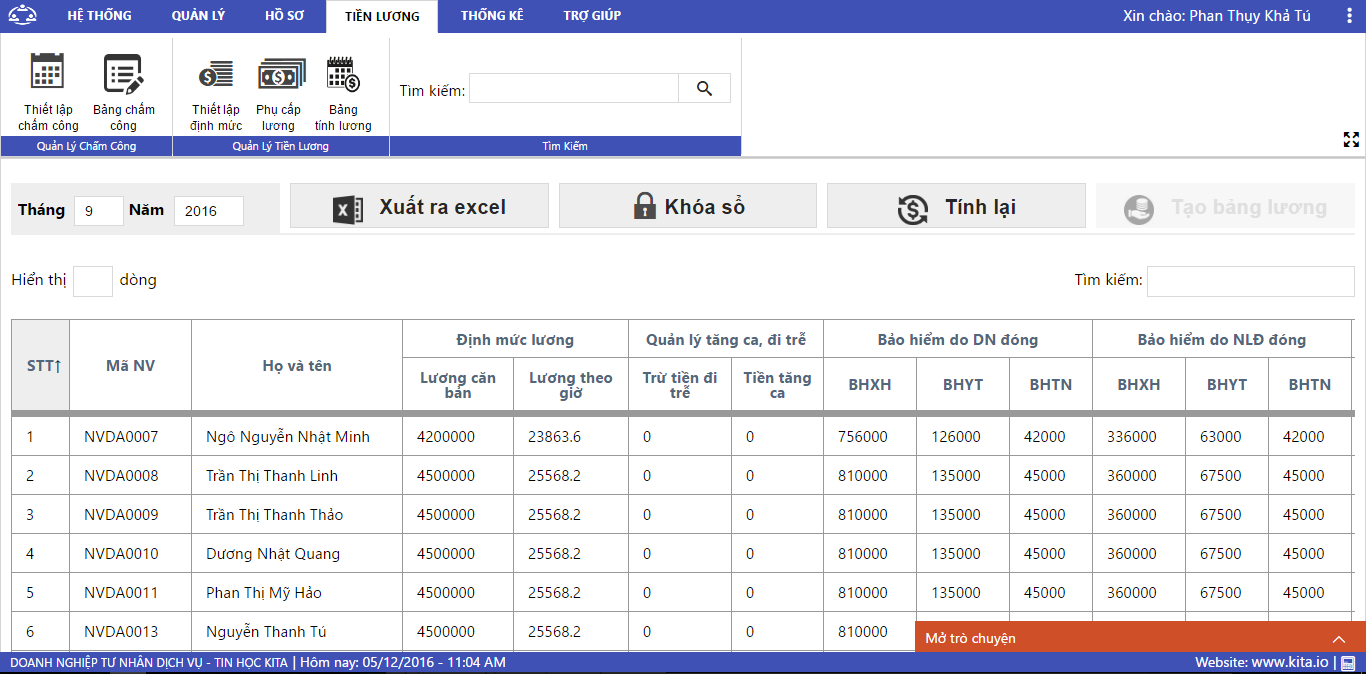 HỆ THỐNG QUẢN LÝ HỒ SƠ TIỀN LƯƠNG THỐNG KÊ TRỢ GIÚP Xin chào: Phan Thụy Khả Tú
Thiết lập chấm công
Bảng chấm công
Quản Lý Chấm Công
Thiết lập định mức
Phụ cấp lương
Bảng tính lương
Quản Lý Tiền Lương
Tìm kiếm:
Tìm Kiếm
Tháng 9 Năm 2016 Xuất ra excel Khóa sổ Tính lại Tạo bảng lương
Hiển thị dòng Tìm kiếm:
STT↑ Mã NV Họ và tên Định mức lương Quản lý tăng ca, đi trễ Bảo hiểm do DN đóng Bảo hiểm do NLĐ đóng
Lương căn bản Lương theo giờ Trừ tiền đi trễ Tiền tăng ca BHXH BHYT BHTN BHXH BHYT BHTN
1 NVDA0007 Ngô Nguyễn Nhật Minh 4200000 23863.6 0 0 756000 126000 42000 336000 63000 42000
2 NVDA0008 Trần Thị Thanh Linh 4500000 25568.2 0 0 810000 135000 45000 360000 67500 45000
3 NVDA0009 Trần Thị Thanh Thảo 4500000 25568.2 0 0 810000 135000 45000 360000 67500 45000
4 NVDA0010 Dương Nhật Quang 4500000 25568.2 0 0 810000 135000 45000 360000 67500 45000
5 NVDA0011 Phan Thị Mỹ Hảo 4500000 25568.2 0 0 810000 135000 45000 360000 67500 45000
6 NVDA0013 Nguyễn Thanh Tú 4500000 25568.2 0 0 810000
Mở trò chuyện
DOANH NGHIỆP TƯ NHÂN DỊCH VỤ - TIN HỌC KITA | Hôm nay: 05/12/2016 - 11:04 AM Website: www.kita.io |